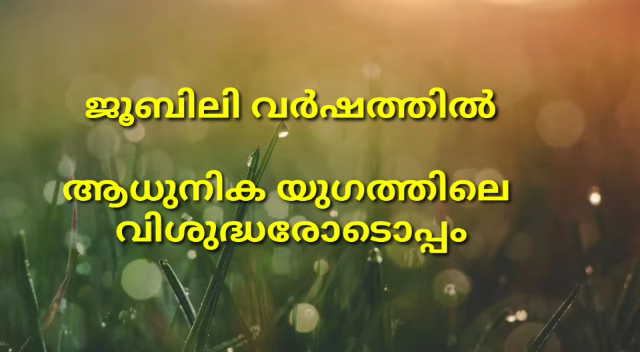 ജൂബിലി വർഷത്തിൽ
ആധുനിക യുഗത്തിലെ
വിശുദ്ധരോടൊപ്പം